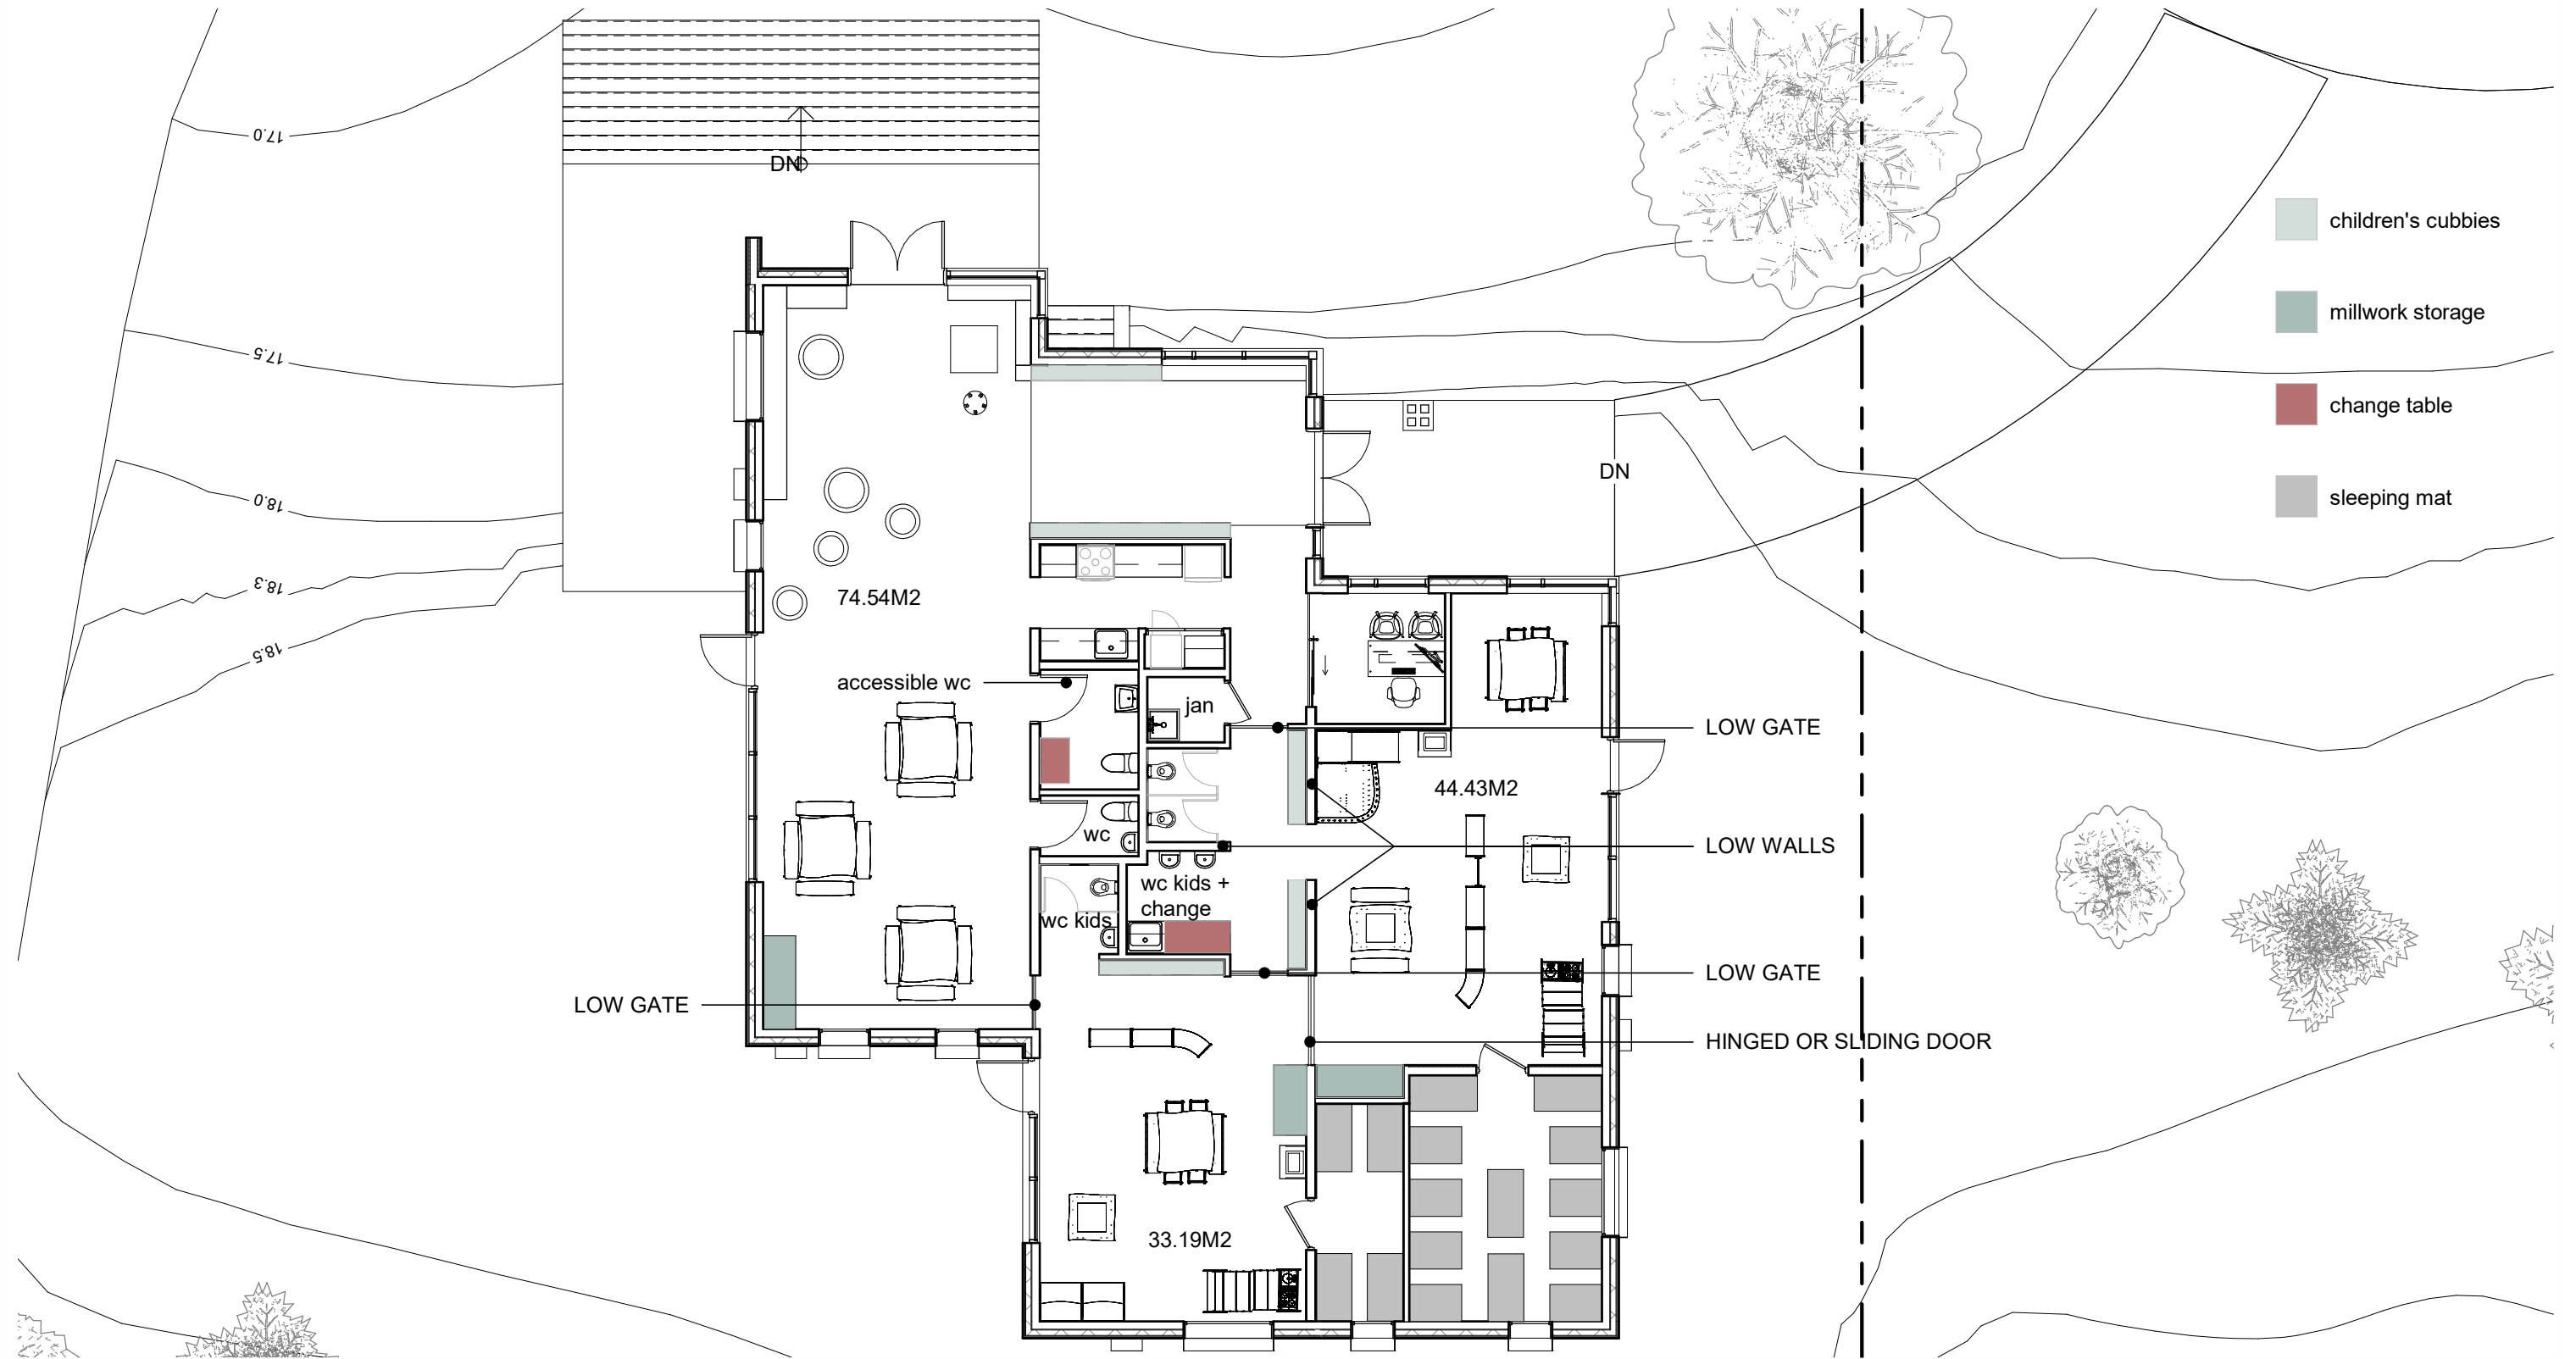 17.0
DN
children's cubbies
millwork storage
17.5
change table
DN
18.0
sleeping mat
18.3
74.54M2
18.5
accessible wc
jan
LOW GATE
44.43M2
wc
LOW WALLS
wc kids +
change
wc kids
LOW GATE
LOW GATE
HINGED OR SLIDING DOOR
33.19M2